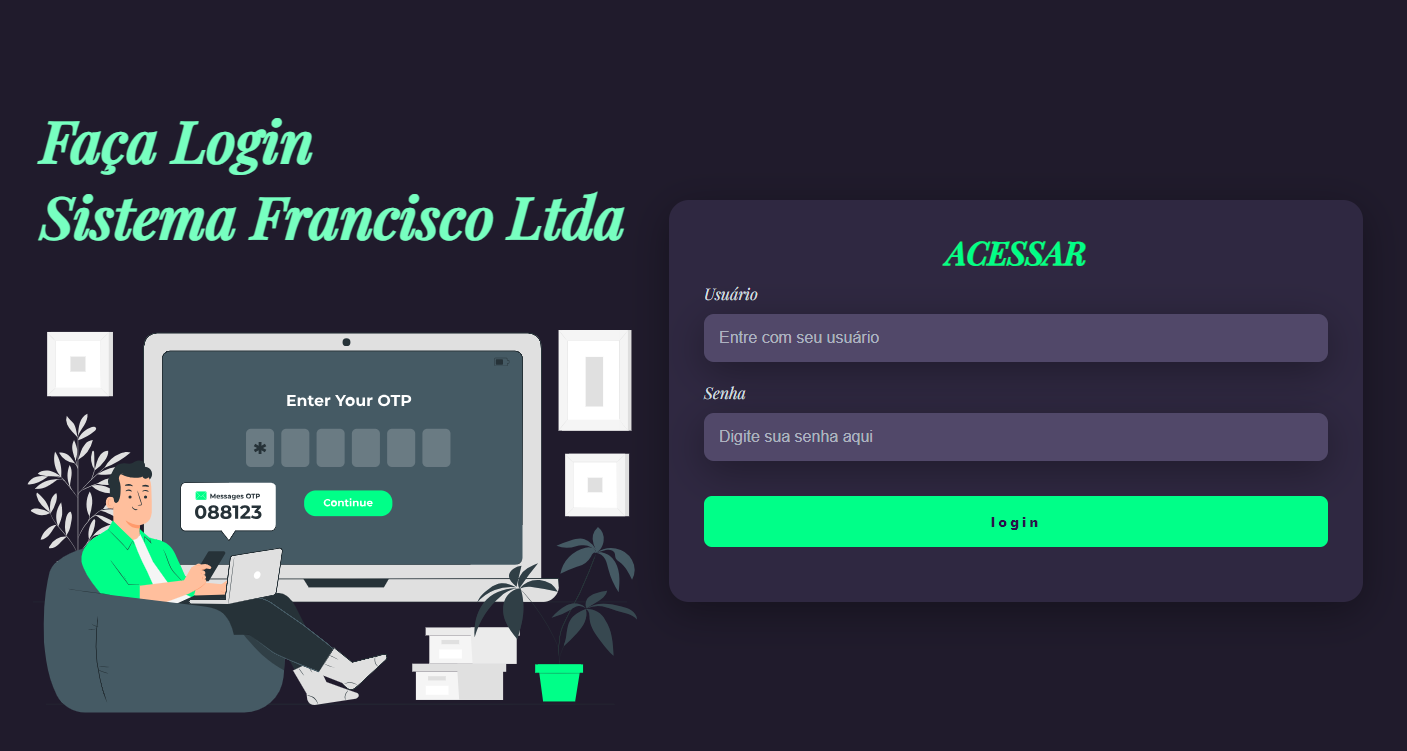 Faça Login
Sistema Francisco Ltda
Enter Your OTP
*
Messages OTP
088123
Continue
ACESSAR
Usuário
Entre com seu usuário
Senha
Digite sua senha aqui
login